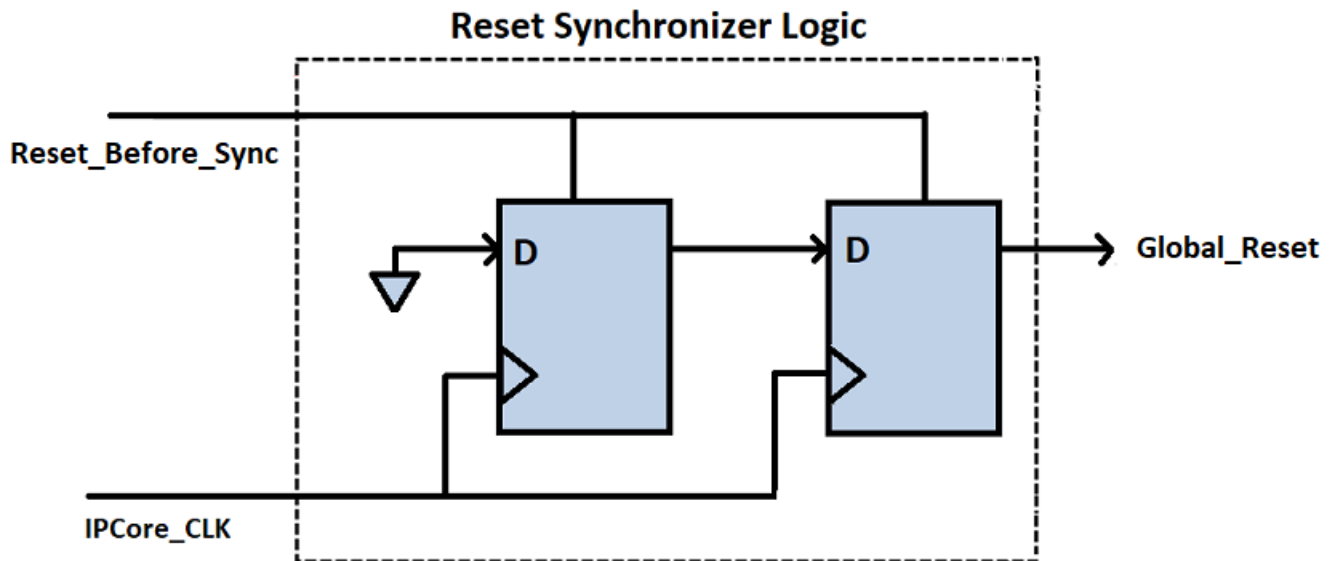 Reset Synchronizer Logic
Reset_Before_Sync
D
D
Global_Reset
IPCore_CLK